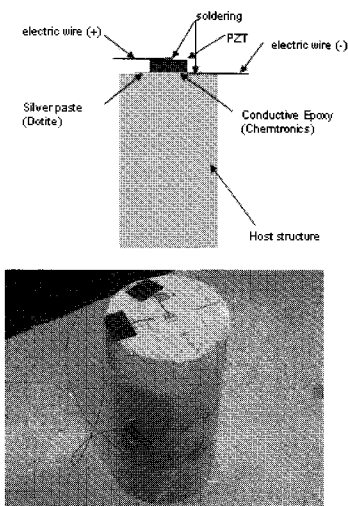 soldering
electric wire (+)
PZT
electric wire (-)
Silver paste
(Dotite)
Conductive Epoxy
(Chemtronics)
Host structure